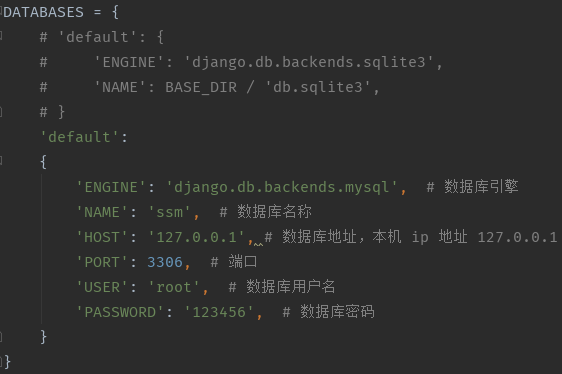 DATABASES = {
    # 'default': {
    #     'ENGINE': 'django.db.backends.sqlite3',
    #     'NAME': BASE_DIR / 'db.sqlite3',
    # }
    'default':
    {
        'ENGINE': 'django.db.backends.mysql',  # 数据库引擎
        'NAME': 'ssm',  # 数据库名称
        'HOST': '127.0.0.1', # 数据库地址，本机 ip 地址 127.0.0.1
        'PORT': 3306,  # 端口
        'USER': 'root',  # 数据库用户名
        'PASSWORD': '123456',  # 数据库密码
    }
}